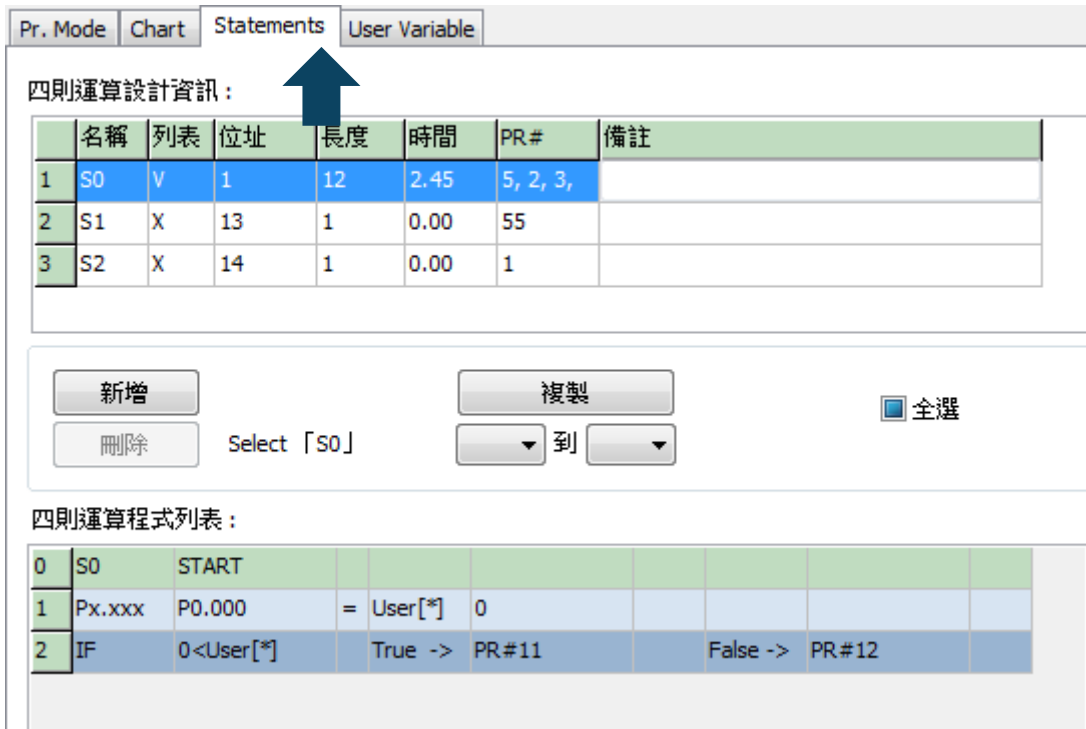 Pr. Mode Chart Statements User Variable
四則運算設計資訊：
名稱 列表 位址 長度 時間 PR# 備註
1 S0 V 1 12 2.45 5, 2, 3,
2 S1 X 13 1 0.00 55
3 S2 X 14 1 0.00 1
新增 複製 全選
刪除 Select「S0」 到
四則運算程式列表：
0 S0 START
1 Px.xxx P0.000 = User[*] 0
2 IF 0<User[*] True -> PR#11 False -> PR#12